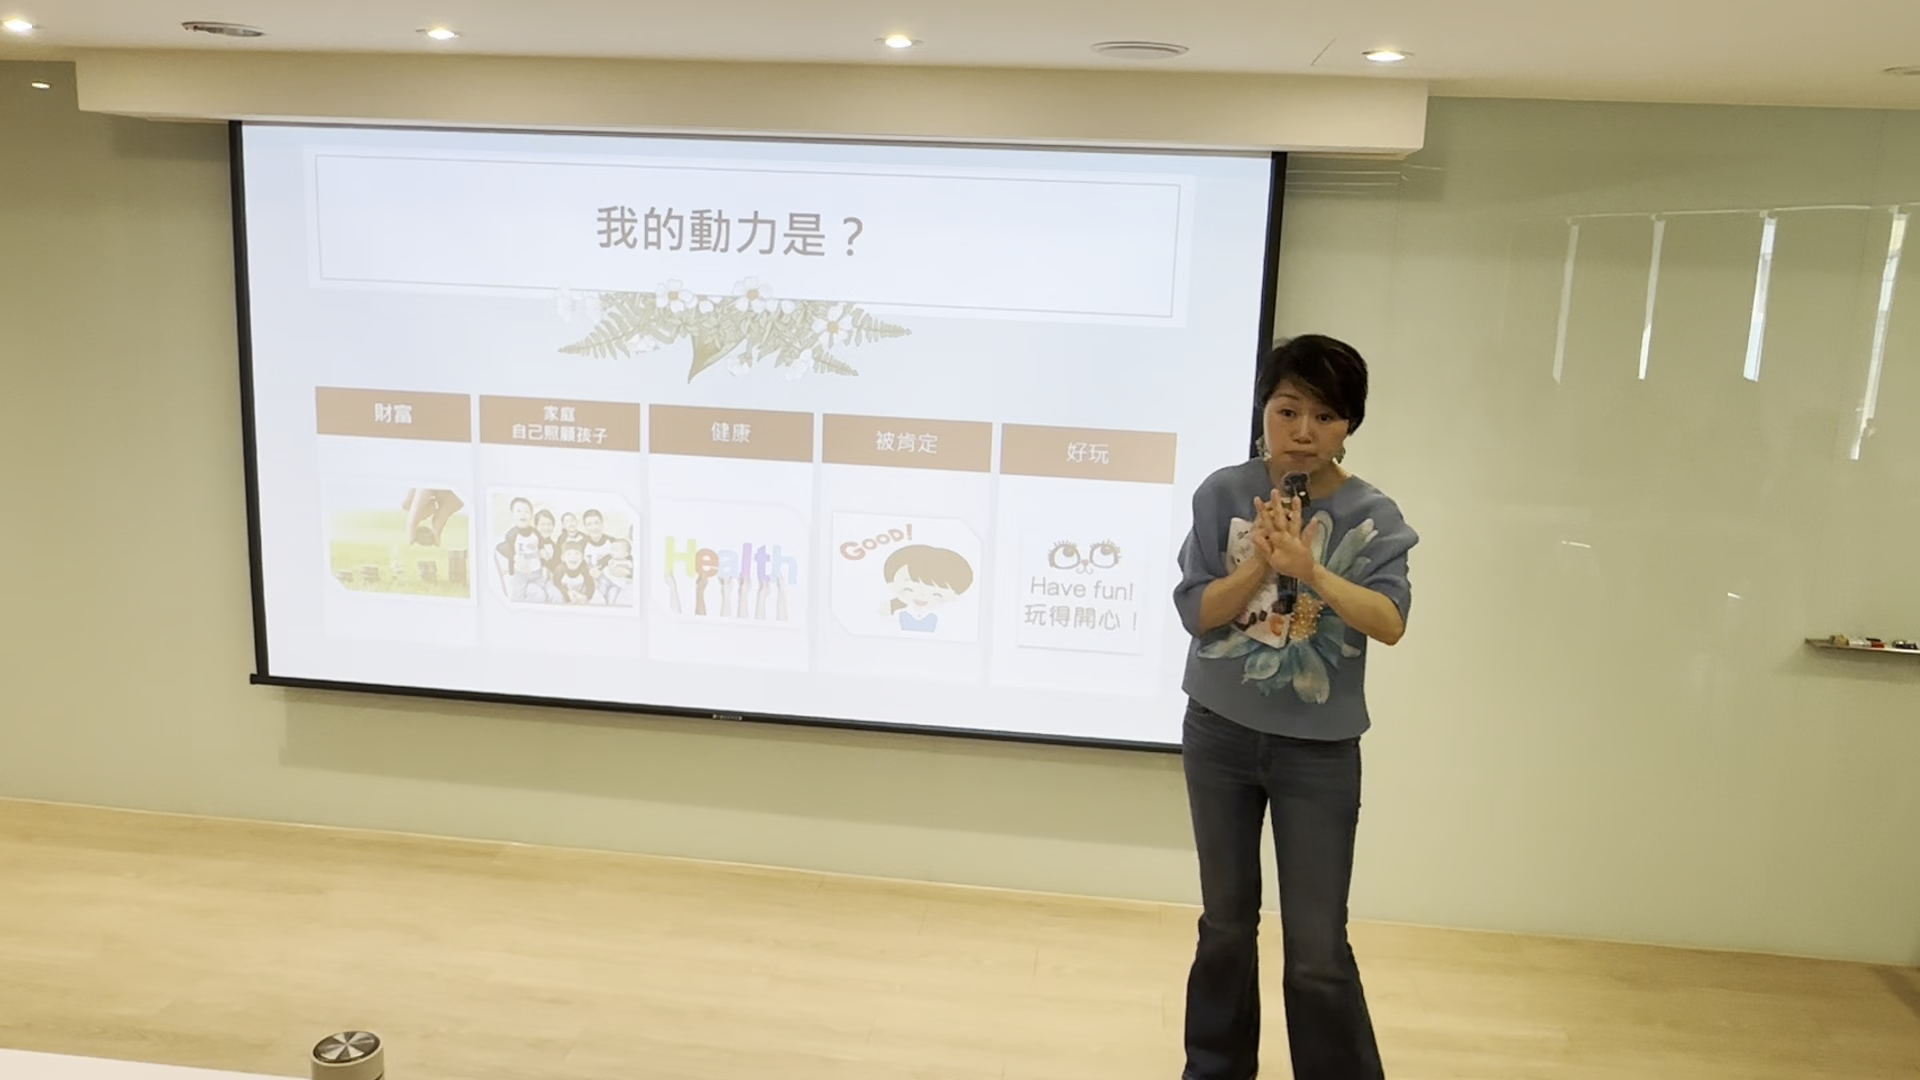 我的動力是？
財富
家庭
自己照顧孩子
健康
被肯定
好玩
Health
GOOD!
Have fun!
玩得開心！